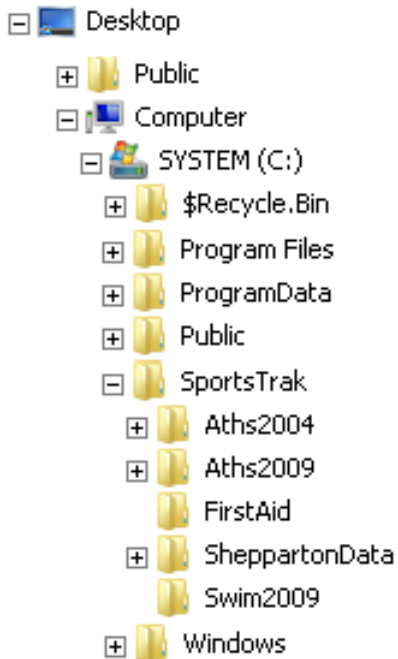 Desktop
Public
Computer
SYSTEM (C:)
$Recycle.Bin
Program Files
ProgramData
Public
SportsTrak
Aths2004
Aths2009
FirstAid
SheppartonData
Swim2009
Windows